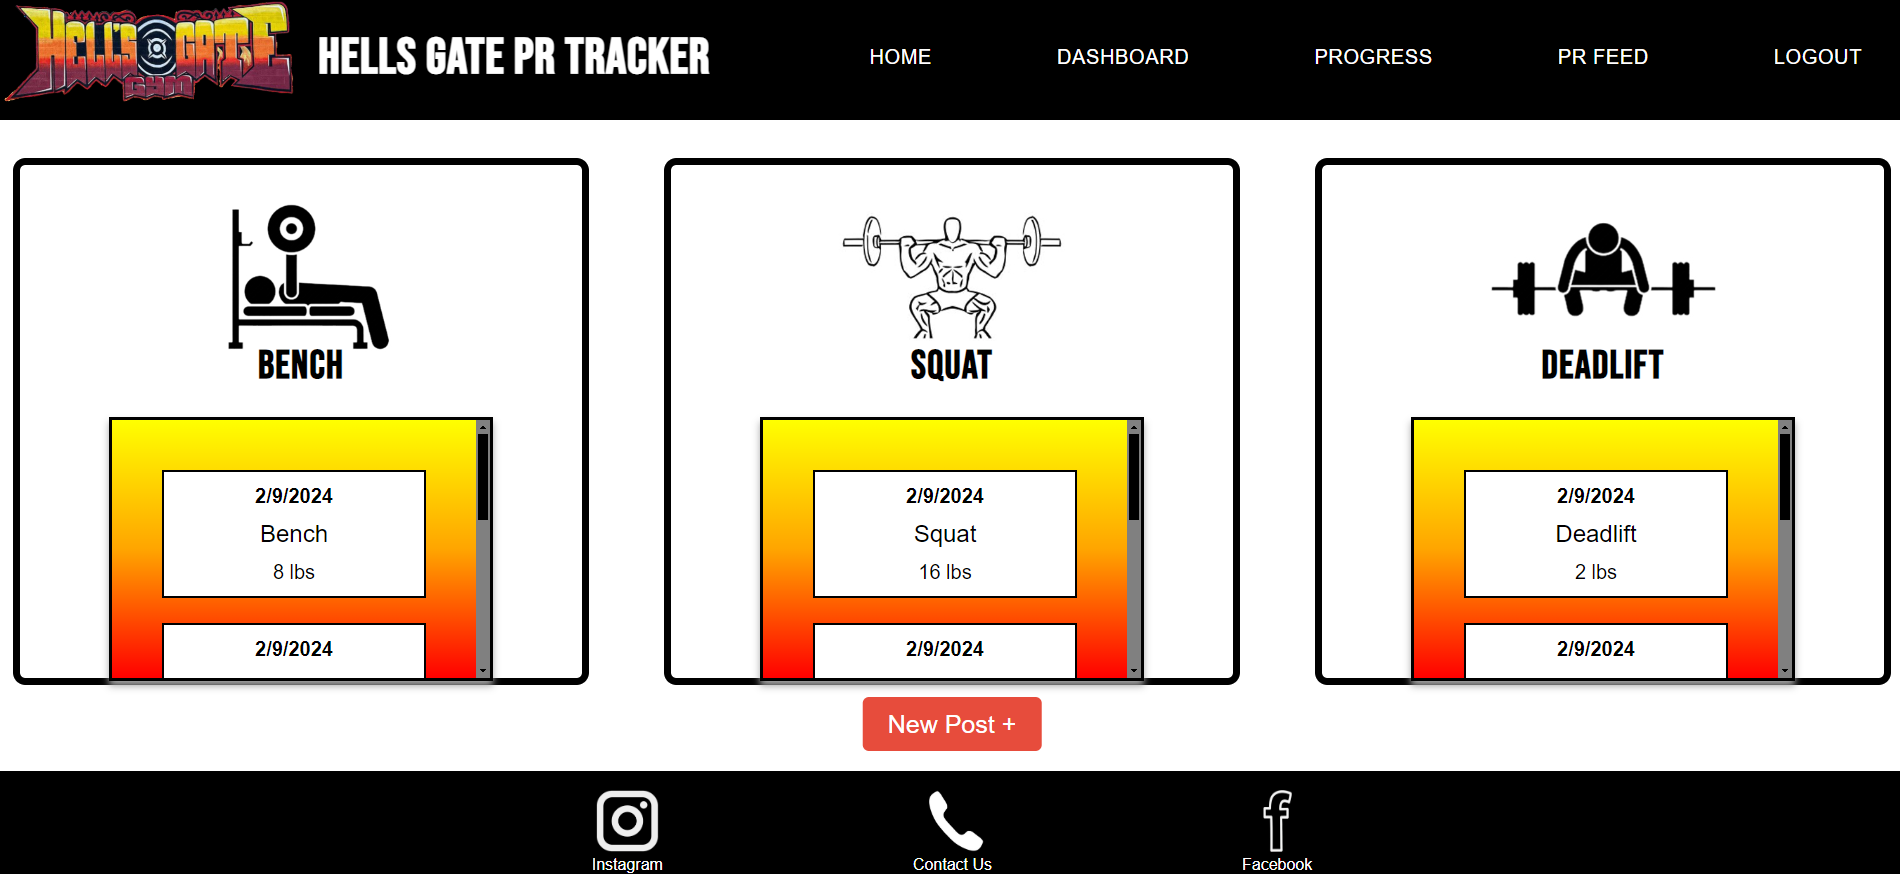 HELL'S GATE
GYM
HELLS GATE PR TRACKER
HOME
DASHBOARD
PROGRESS
PR FEED
LOGOUT
BENCH
2/9/2024
Bench
8 lbs
2/9/2024
SQUAT
2/9/2024
Squat
16 lbs
2/9/2024
DEADLIFT
2/9/2024
Deadlift
2 lbs
2/9/2024
New Post +
Instagram
Contact Us
Facebook